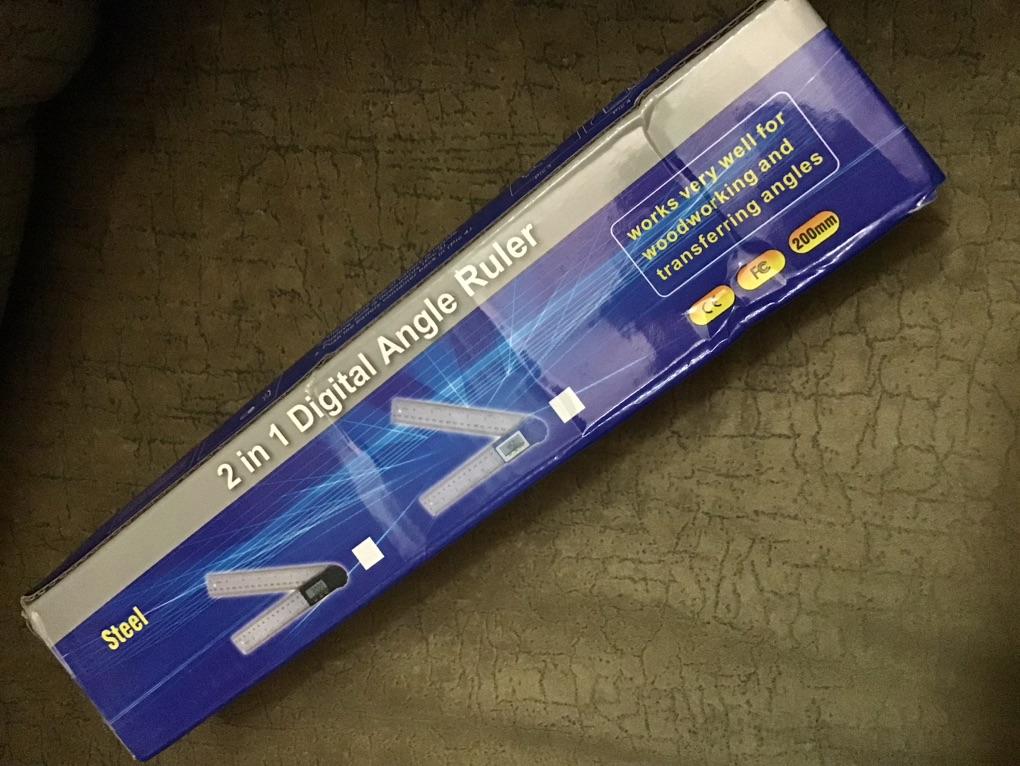 2 in 1 Digital Angle Ruler
works very well for
woodworking and
transferring angles
CE
FC
200mm
Steel